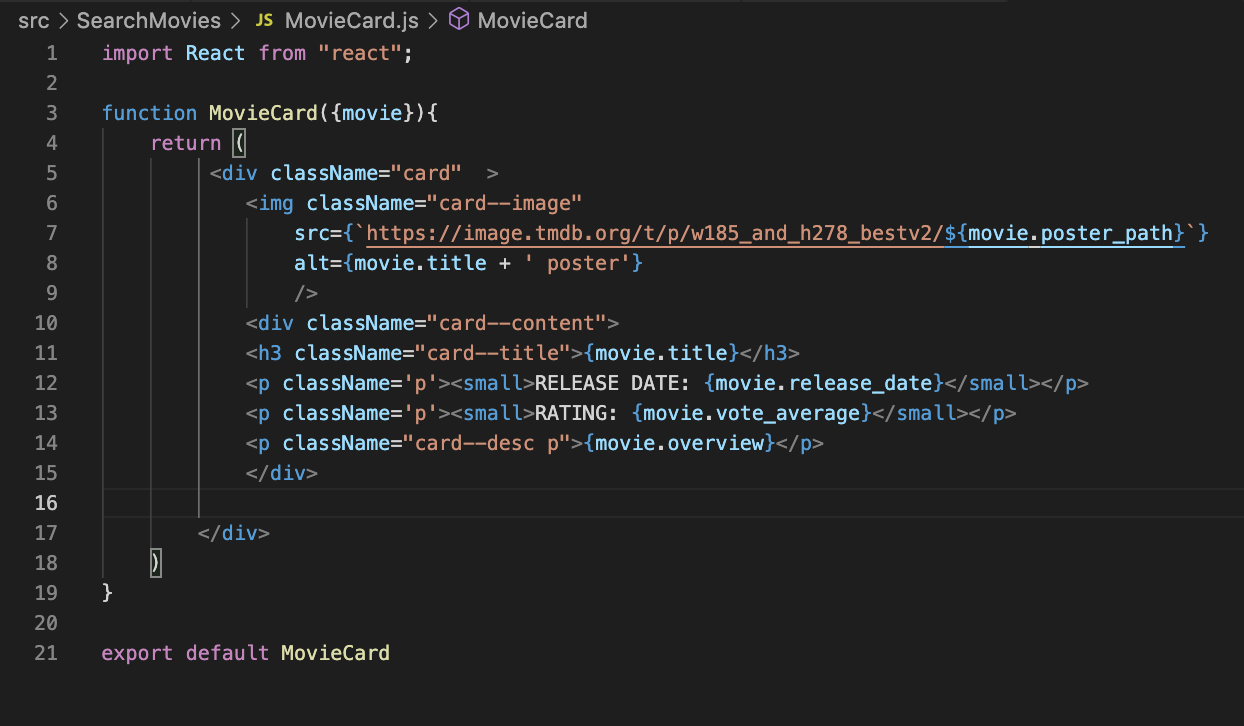 src > SearchMovies > JS MovieCard.js > MovieCard
1 import React from "react";
2
3 function MovieCard({movie}){
4     return (
5         <div className="card"  >
6             <img className="card--image"
7                 src={`https://image.tmdb.org/t/p/w185_and_h278_bestv2/${movie.poster_path}`}
8                 alt={movie.title + ' poster'}
9                 />
10             <div className="card--content">
11             <h3 className="card--title">{movie.title}</h3>
12             <p className='p'><small>RELEASE DATE: {movie.release_date}</small></p>
13             <p className='p'><small>RATING: {movie.vote_average}</small></p>
14             <p className="card--desc p">{movie.overview}</p>
15             </div>
16
17         </div>
18     )
19 }
20
21 export default MovieCard